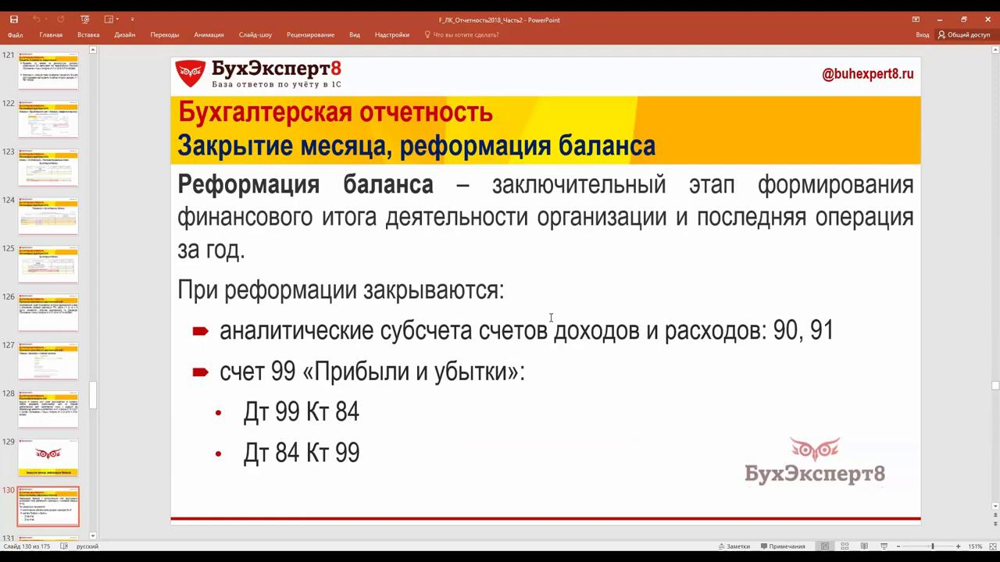 F_ЛК_Отчетность2018_Часть2 - PowerPoint
Файл Главная Вставка Дизайн Переходы Анимация Слайд-шоу Рецензирование Вид Надстройки Что вы хотите сделать? Вход Общий доступ
121
122
123
124
125
126
127
128
129
130
131
БухЭксперт8
База ответов по учёту в 1С
@buhexpert8.ru
Бухгалтерская отчетность
Закрытие месяца, реформация баланса
Реформация баланса – заключительный этап формирования
финансового итога деятельности организации и последняя операция
за год.
При реформации закрываются:
аналитические субсчета счетов доходов и расходов: 90, 91
счет 99 «Прибыли и убытки»:
• Дт 99 Кт 84
• Дт 84 Кт 99
БухЭксперт8
Слайд 130 из 175 русский Заметки Примечания 151%